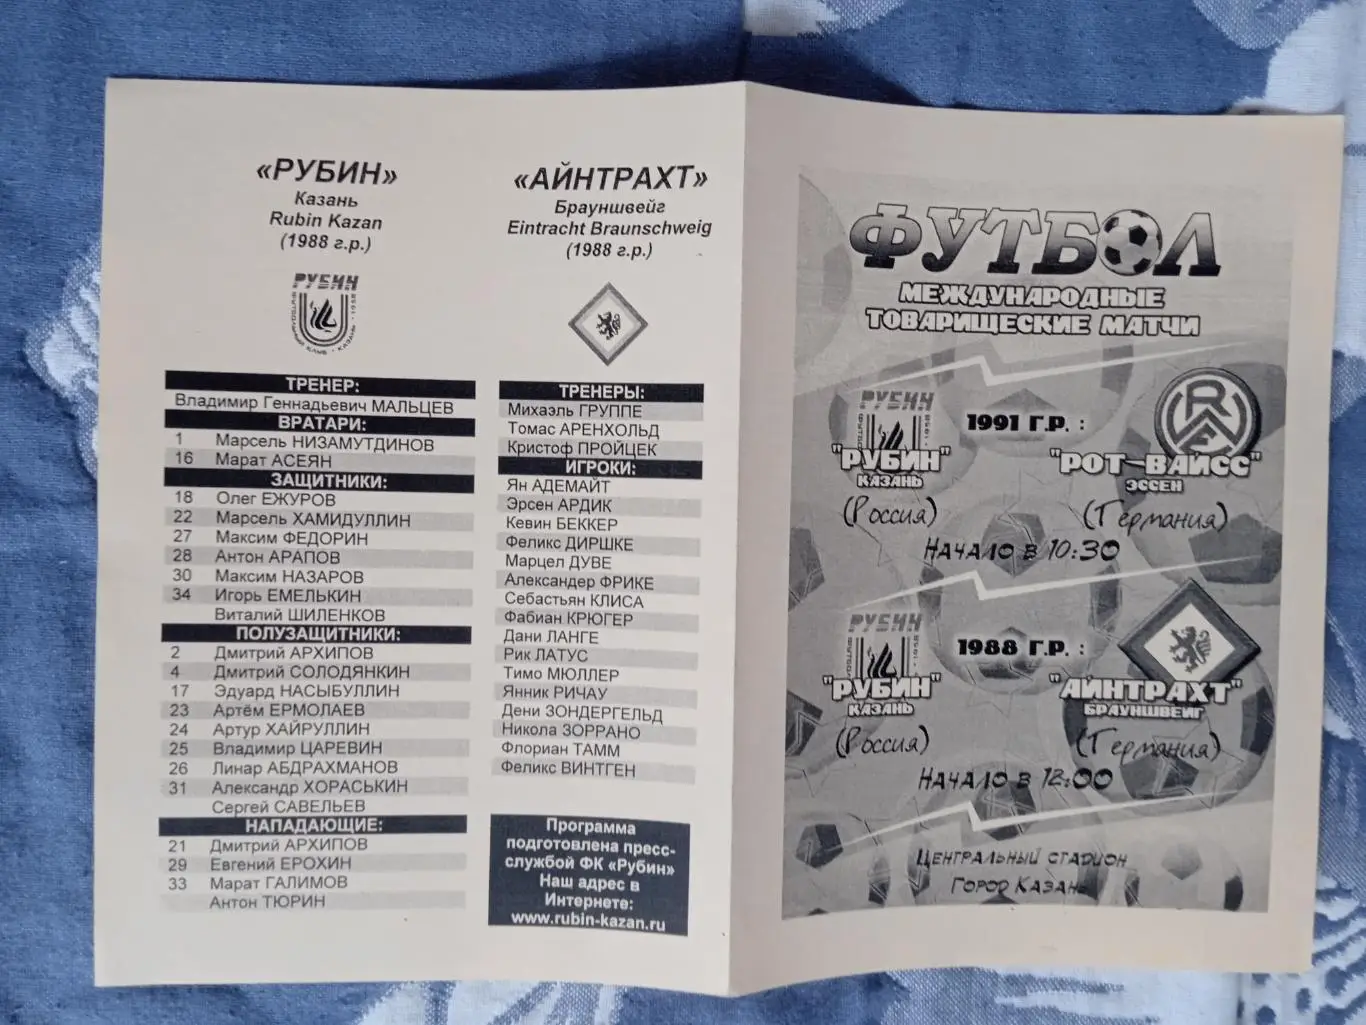 «РУБИН»
Казань
Rubin Kazan
(1988 г.р.)
РУБИН
ФУТБОЛЬНЫЙ КЛУБ • КАЗАНЬ • 1958
ТРЕНЕР:
Владимир Геннадьевич МАЛЬЦЕВ
ВРАТАРИ:
1 Марсель НИЗАМУТДИНОВ
16 Марат АСЕЯН
ЗАЩИТНИКИ:
18 Олег ЕЖУРОВ
22 Марсель ХАМИДУЛЛИН
27 Максим ФЕДОРИН
28 Антон АРАПОВ
30 Максим НАЗАРОВ
34 Игорь ЕМЕЛЬКИН
Виталий ШИЛЕНКОВ
ПОЛУЗАЩИТНИКИ:
2 Дмитрий АРХИПОВ
4 Дмитрий СОЛОДЯНКИН
17 Эдуард НАСЫБУЛЛИН
23 Артём ЕРМОЛАЕВ
24 Артур ХАЙРУЛЛИН
25 Владимир ЦАРЕВИН
26 Линар АБДРАХМАНОВ
31 Александр ХОРАСЬКИН
Сергей САВЕЛЬЕВ
НАПАДАЮЩИЕ:
21 Дмитрий АРХИПОВ
29 Евгений ЕРОХИН
33 Марат ГАЛИМОВ
Антон ТЮРИН
«АЙНТРАХТ»
Брауншвейг
Eintracht Braunschweig
(1988 г.р.)
ТРЕНЕРЫ:
Михаэль ГРУППЕ
Томас АРЕНХОЛЬД
Кристоф ПРОЙЦЕК
ИГРОКИ:
Ян АДЕМАЙТ
Эрсен АРДИК
Кевин БЕККЕР
Феликс ДИРШКЕ
Марцел ДУВЕ
Александер ФРИКЕ
Себастьян КЛИСА
Фабиан КРЮГЕР
Дани ЛАНГЕ
Рик ЛАТУС
Тимо МЮЛЛЕР
Янник РИЧАУ
Дени ЗОНДЕРГЕЛЬД
Никола ЗОРРАНО
Флориан ТАММ
Феликс ВИНТГЕН
Программа
подготовлена пресс-
службой ФК «Рубин»
Наш адрес в
Интернете:
www.rubin-kazan.ru
ФУТБОЛ
МЕЖДУНАРОДНЫЕ
ТОВАРИЩЕСКИЕ МАТЧИ
РУБИН
1991 Г.Р. :
RWE
"РУБИН"
КАЗАНЬ
(Россия)
"РОТ-ВАЙСС"
ЭССЕН
(Германия)
НАЧАЛО В 10:30
РУБИН
1988 Г.Р. :
"РУБИН"
КАЗАНЬ
(Россия)
"АЙНТРАХТ"
БРАУНШВЕИГ
(Германия)
НАЧАЛО В 12:00
ЦЕНТРАЛЬНЫЙ СТАДИОН
ГОРОД КАЗАНЬ